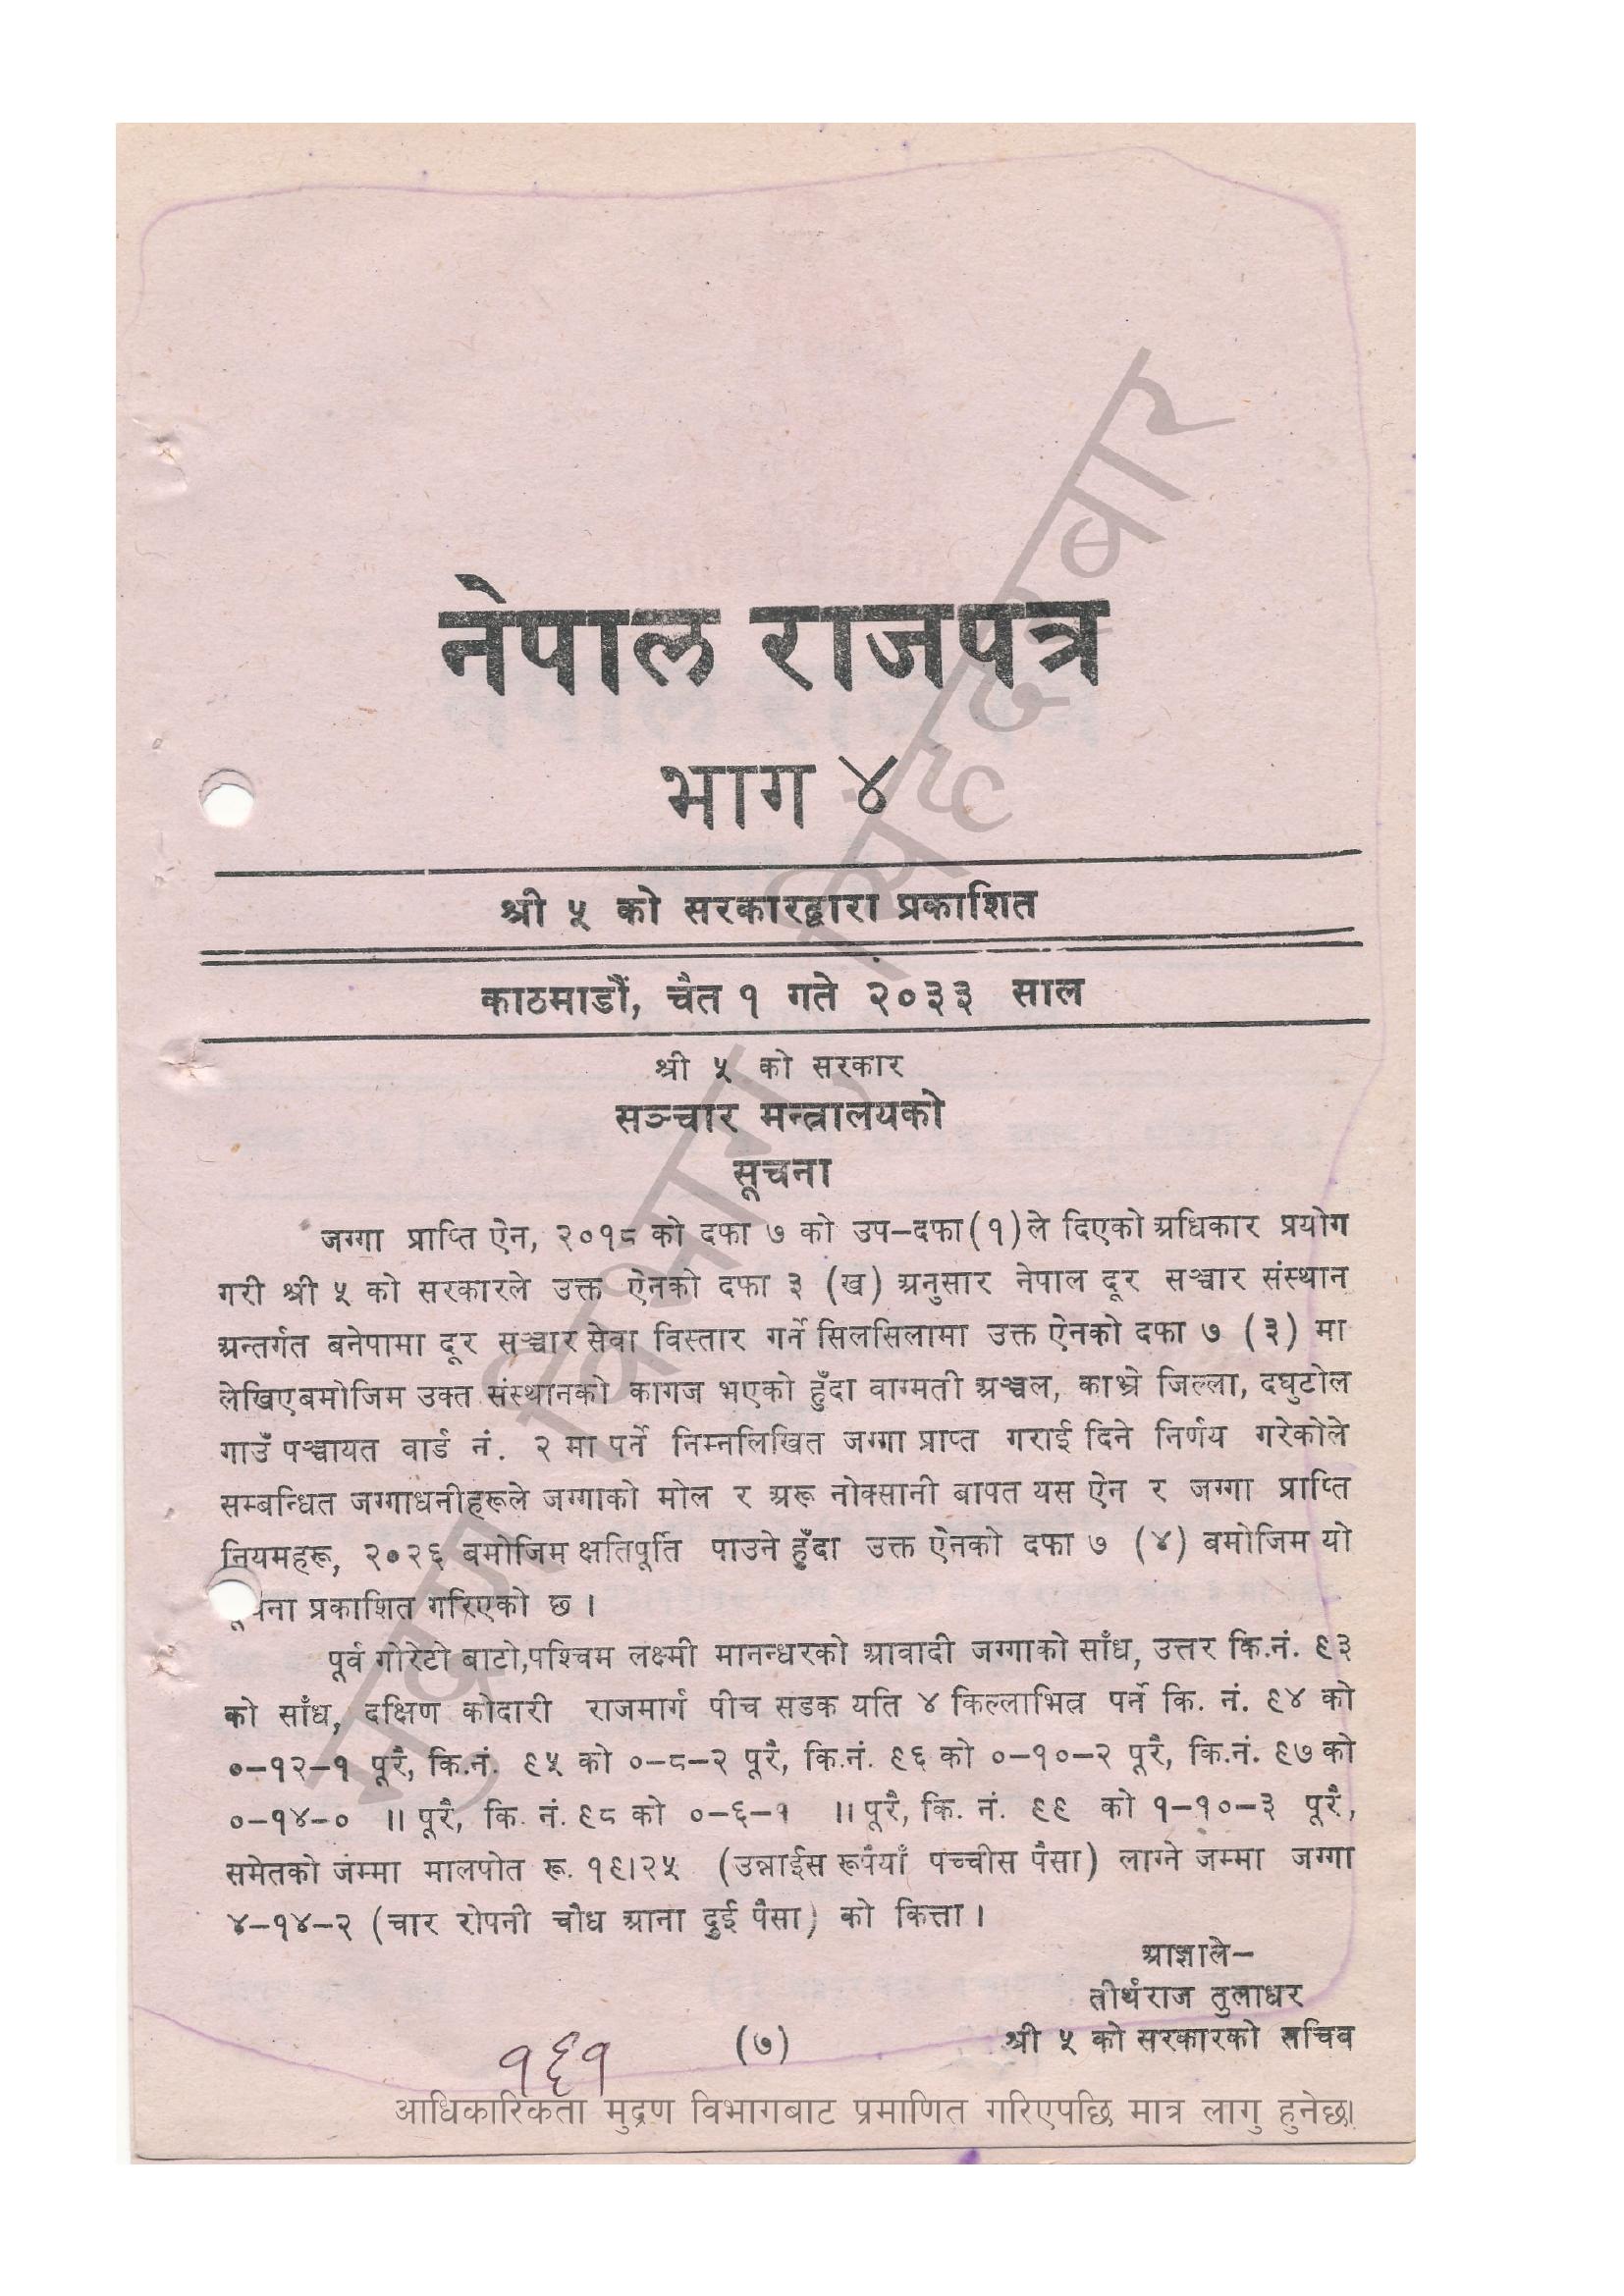 नेपाल राजपत्र
भाग ४
श्री ५ को सरकारद्वारा प्रकाशित
काठमाडौं, चैत १ गते २०३३ साल
श्री ५ को सरकार
सञ्चार मन्त्रालयको
सूचना
जग्गा प्राप्ति ऐन, २०१८ को दफा ७ को उप-दफा(१)ले दिएको अधिकार प्रयोग
गरी श्री ५ को सरकारले उक्त ऐनको दफा ३ (ख) अनुसार नेपाल दूर सञ्चार संस्थान
अन्तर्गत बनेपामा दूर सञ्चार सेवा विस्तार गर्ने सिलसिलामा उक्त ऐनको दफा ७ (३) मा
लेखिएबमोजिम उक्त संस्थानको कागज भएको हुँदा वाग्मती अञ्चल, काभ्रे जिल्ला, दघुटोल
गाउँ पञ्चायत वार्ड नं. २ मा पर्ने निम्नलिखित जग्गा प्राप्त गराई दिने निर्णय गरेकोले
सम्बन्धित जग्गाधनीहरूले जग्गाको मोल र अरू नोक्सानी बापत यस ऐन र जग्गा प्राप्ति
नियमहरू, २०२६ बमोजिम क्षतिपूर्ति पाउने हुँदा उक्त ऐनको दफा ७ (४) बमोजिम यो
सूचना प्रकाशित गरिएको छ ।
पूर्व गोरेटो बाटो,पश्चिम लक्ष्मी मानन्धरको आवादी जग्गाको साँध, उत्तर कि.नं. ९३
को साँध, दक्षिण कोदारी राजमार्ग पीच सडक यति ४ किल्लाभित्र पर्ने कि. नं. ९४ को
०-१२-१ पूरै, कि.नं. ९५ को ०-८-२ पूरै, कि.नं. ९६ को ०-१०-२ पूरै, कि.नं. ९७ को
०-१४-० ॥ पूरै, कि. नं. ९८ को ०-६-१ ॥ पूरै, कि. नं. ९९ को १-१०-३ पूरै,
समेतको जम्मा मालपोत रू. १९।२५ (उन्नाईस रूपैयाँ पच्चीस पैसा) लाग्ने जम्मा जग्गा
४-१४-२ (चार रोपनी चौध आना दुई पैसा) को कित्ता ।
आज्ञाले-
तीर्थराज तुलाधर
श्री ५ को सरकारको सचिव
(७)
१६१
आधिकारिकता मुद्रण विभागबाट प्रमाणित गरिएपछि मात्र लागु हुनेछ।
मुद्रण विभाग, सिंहदरबार